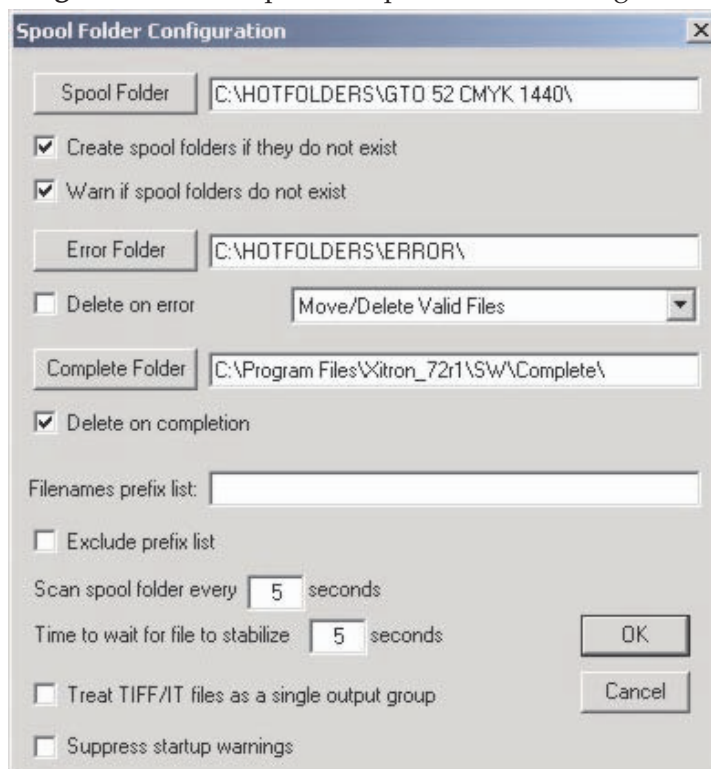 Spool Folder Configuration
Spool Folder C:\HOTFOLDERS\GTO 52 CMYK 1440\
Create spool folders if they do not exist
Warn if spool folders do not exist
Error Folder C:\HOTFOLDERS\ERROR\
Delete on error Move/Delete Valid Files
Complete Folder C:\Program Files\Xitron_72r1\SW\Complete\
Delete on completion
Filenames prefix list:
Exclude prefix list
Scan spool folder every 5 seconds
Time to wait for file to stabilize 5 seconds OK
Treat TIFF/IT files as a single output group Cancel
Suppress startup warnings